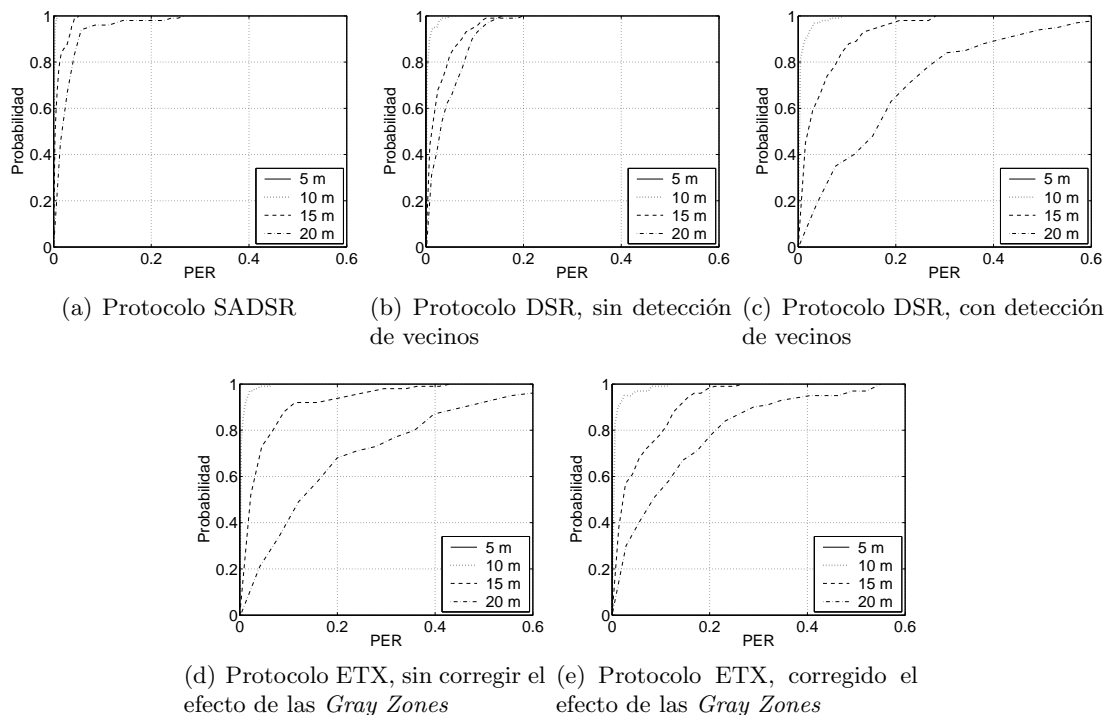 1
0.8
0.6
0.4
0.2
0
Probabilidad
0 0.2 0.4 0.6
PER
5 m
10 m
15 m
20 m
(a) Protocolo SADSR
1
0.8
0.6
0.4
0.2
0
Probabilidad
0 0.2 0.4 0.6
PER
5 m
10 m
15 m
20 m
(b) Protocolo DSR, sin detección
de vecinos
1
0.8
0.6
0.4
0.2
0
Probabilidad
0 0.2 0.4 0.6
PER
5 m
10 m
15 m
20 m
(c) Protocolo DSR, con detección
de vecinos
1
0.8
0.6
0.4
0.2
0
Probabilidad
0 0.2 0.4 0.6
PER
5 m
10 m
15 m
20 m
(d) Protocolo ETX, sin corregir el
efecto de las Gray Zones
1
0.8
0.6
0.4
0.2
0
Probabilidad
0 0.2 0.4 0.6
PER
5 m
10 m
15 m
20 m
(e) Protocolo ETX, corregido el
efecto de las Gray Zones